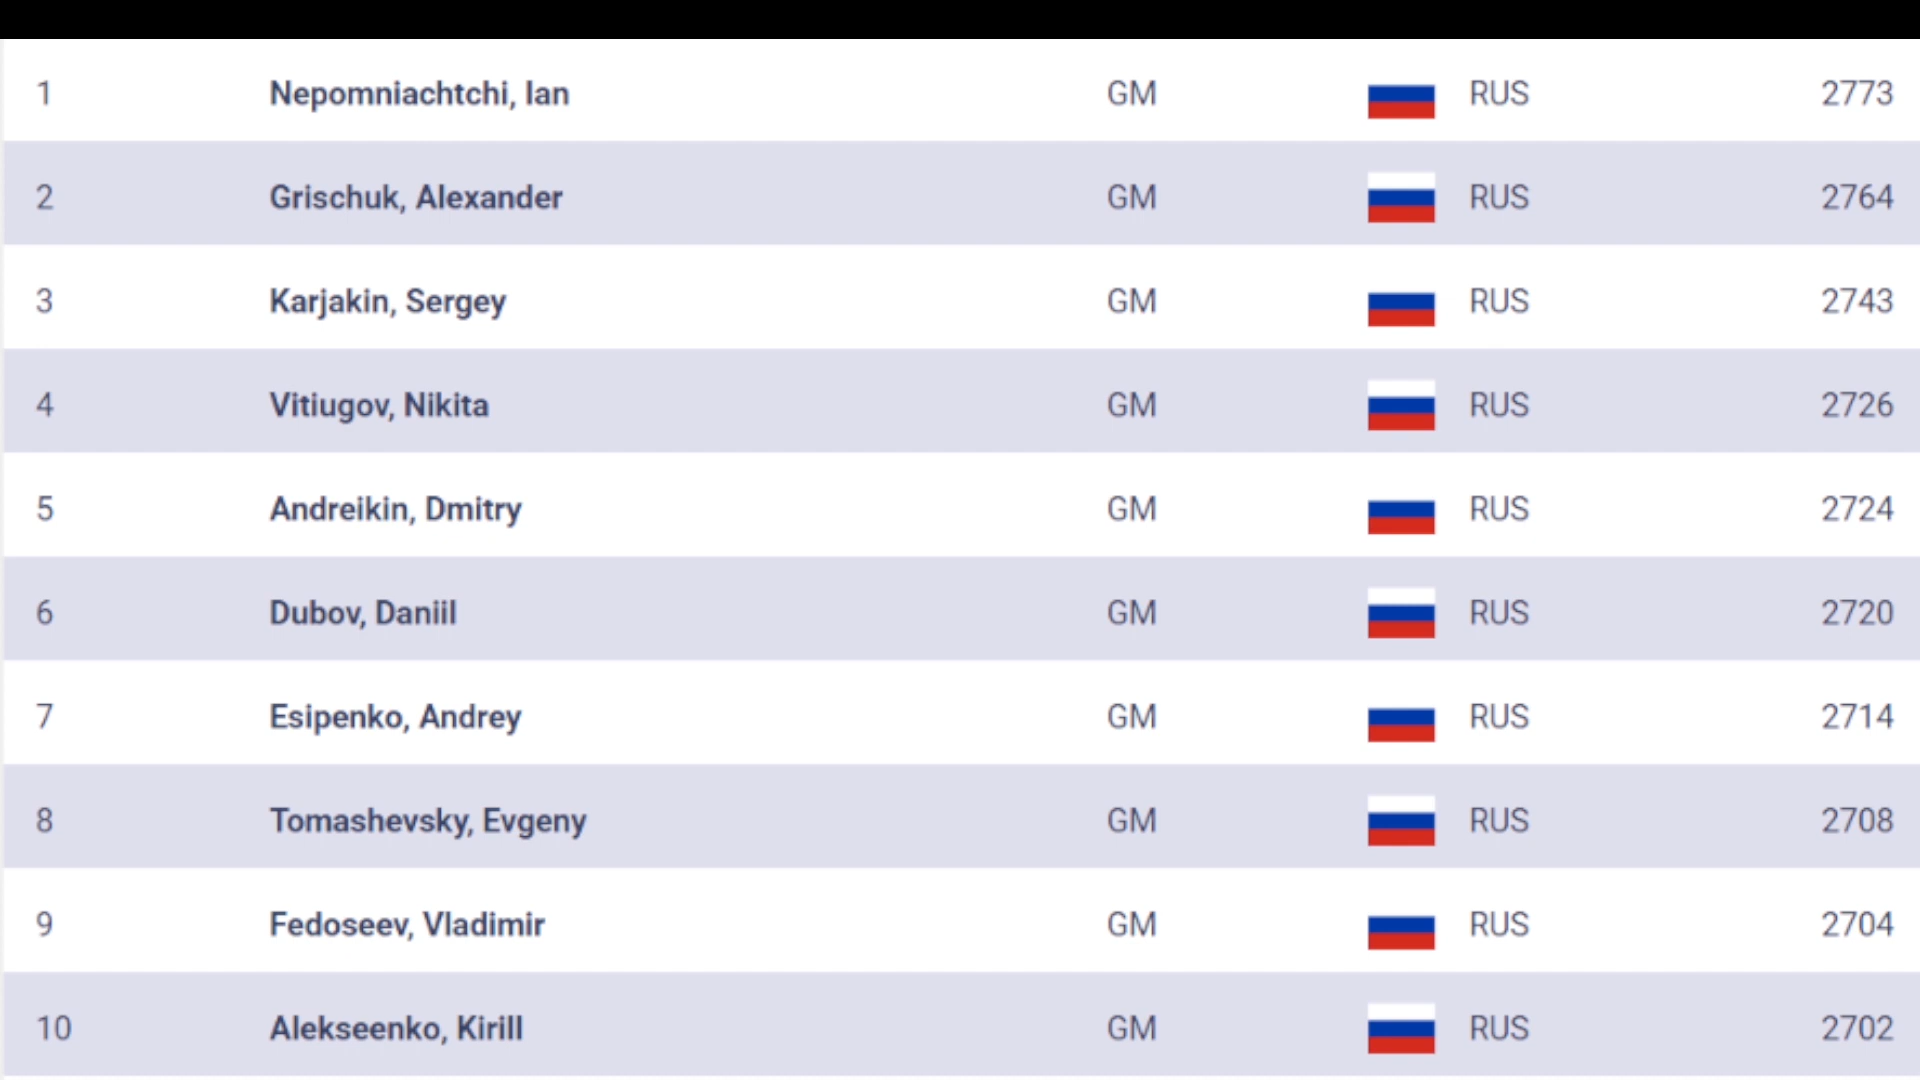 1 Nepomniachtchi, Ian GM RUS 2773
2 Grischuk, Alexander GM RUS 2764
3 Karjakin, Sergey GM RUS 2743
4 Vitiugov, Nikita GM RUS 2726
5 Andreikin, Dmitry GM RUS 2724
6 Dubov, Daniil GM RUS 2720
7 Esipenko, Andrey GM RUS 2714
8 Tomashevsky, Evgeny GM RUS 2708
9 Fedoseev, Vladimir GM RUS 2704
10 Alekseenko, Kirill GM RUS 2702